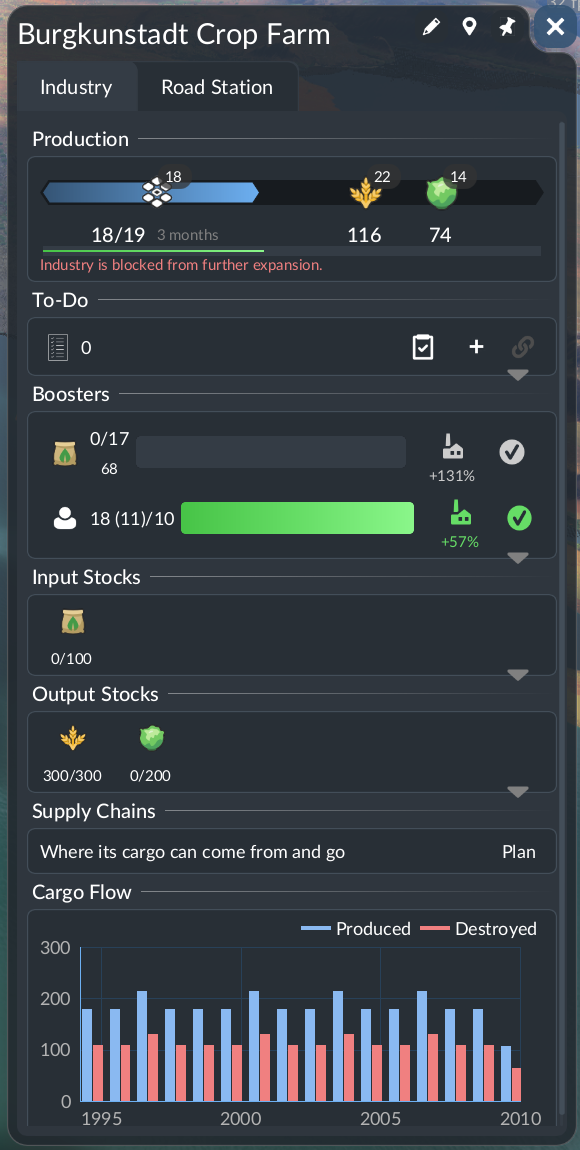 Burgkunstadt Crop Farm
Industry Road Station
Production
18 22 14
18/19 3 months 116 74
Industry is blocked from further expansion.
To-Do
0
Boosters
0/17
68
+131%
18 (11)/10
+57%
Input Stocks
0/100
Output Stocks
300/300 0/200
Supply Chains
Where its cargo can come from and go Plan
Cargo Flow
Produced Destroyed
300
200
100
0
1995 2000 2005 2010